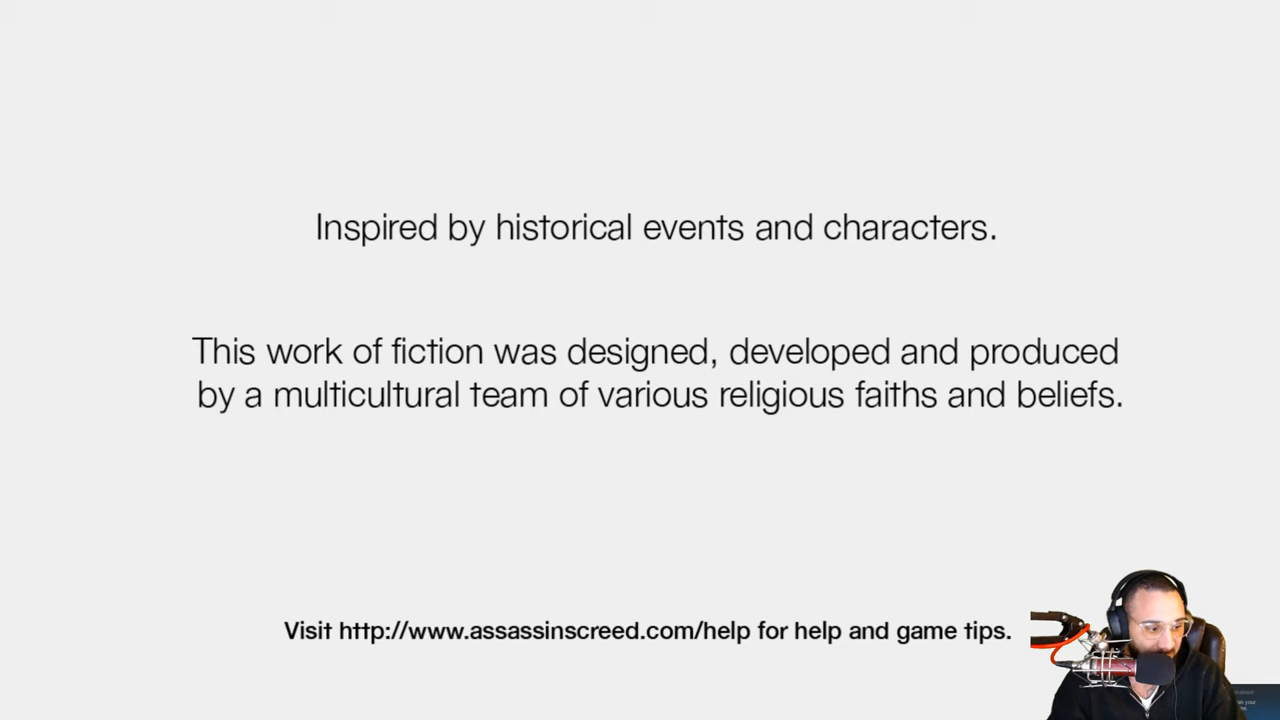 Inspired by historical events and characters.
This work of fiction was designed, developed and produced
by a multicultural team of various religious faiths and beliefs.
Visit http://www.assassinscreed.com/help for help and game tips.